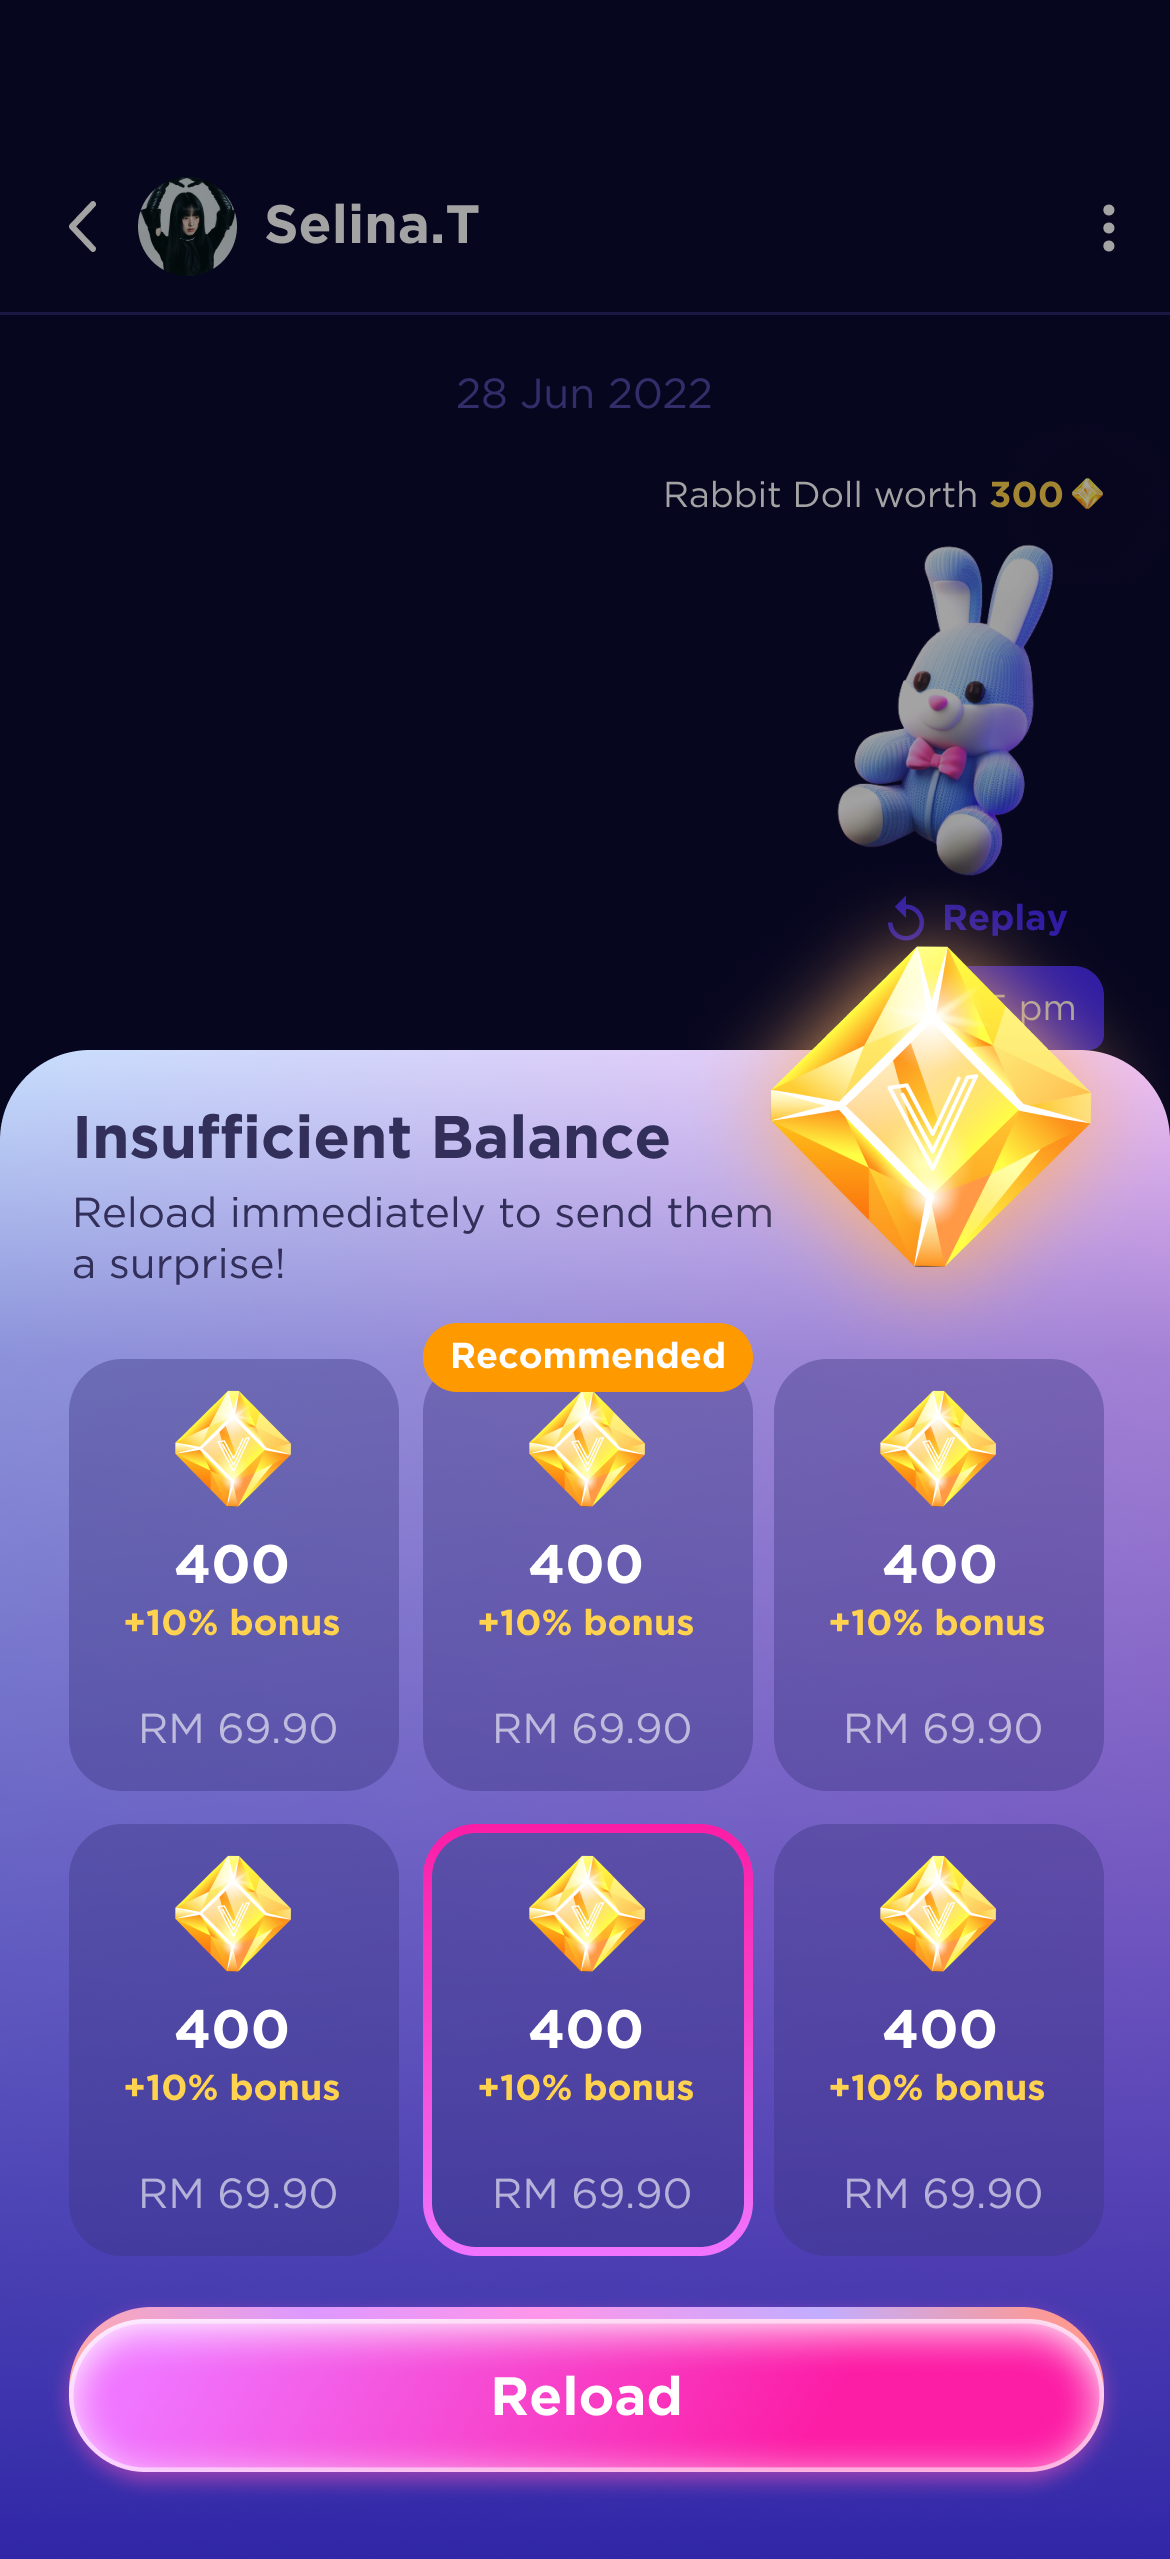 Selina.T
28 Jun 2022
Rabbit Doll worth 300
Replay
pm
Insufficient Balance
Reload immediately to send them
a surprise!
Recommended
400
+10% bonus
RM 69.90
400
+10% bonus
RM 69.90
400
+10% bonus
RM 69.90
400
+10% bonus
RM 69.90
400
+10% bonus
RM 69.90
400
+10% bonus
RM 69.90
Reload